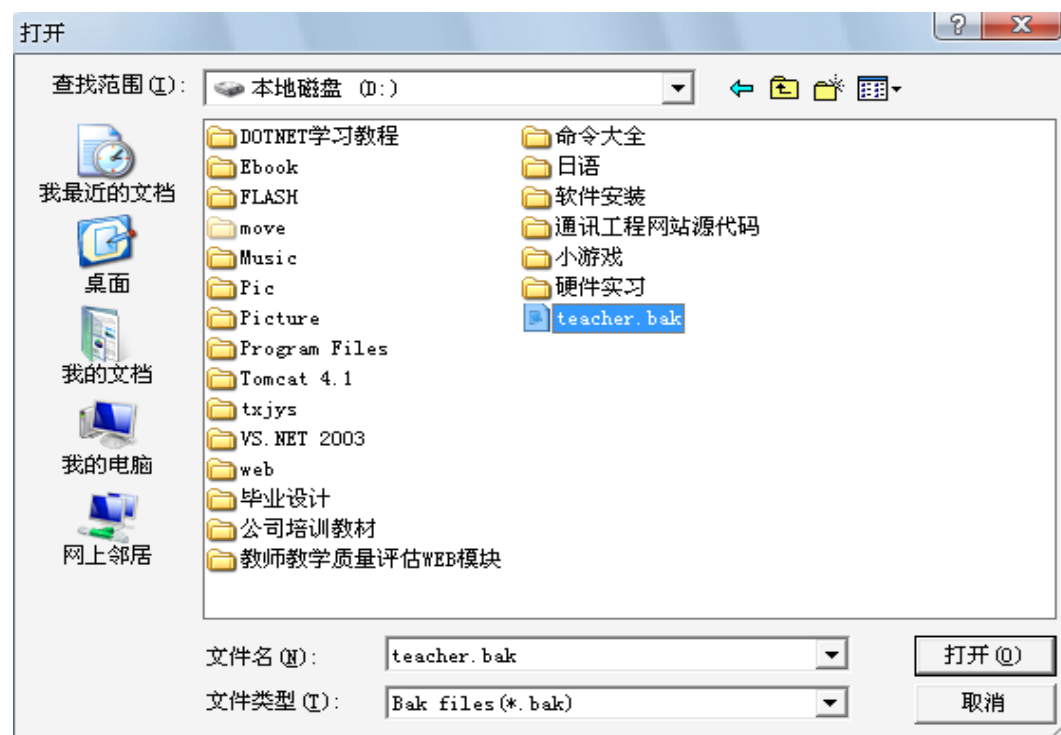 打开
查找范围(I):
本地磁盘 (D:)
我最近的文档
桌面
我的文档
我的电脑
网上邻居
DOTNET学习教程
Ebook
FLASH
move
Music
Pic
Picture
Program Files
Tomcat 4.1
txjys
VS.NET 2003
web
毕业设计
公司培训教材
教师教学质量评估WEB模块
命令大全
日语
软件安装
通讯工程网站源代码
小游戏
硬件实习
teacher.bak
文件名(N): teacher.bak 打开(O)
文件类型(T): Bak files(*.bak) 取消